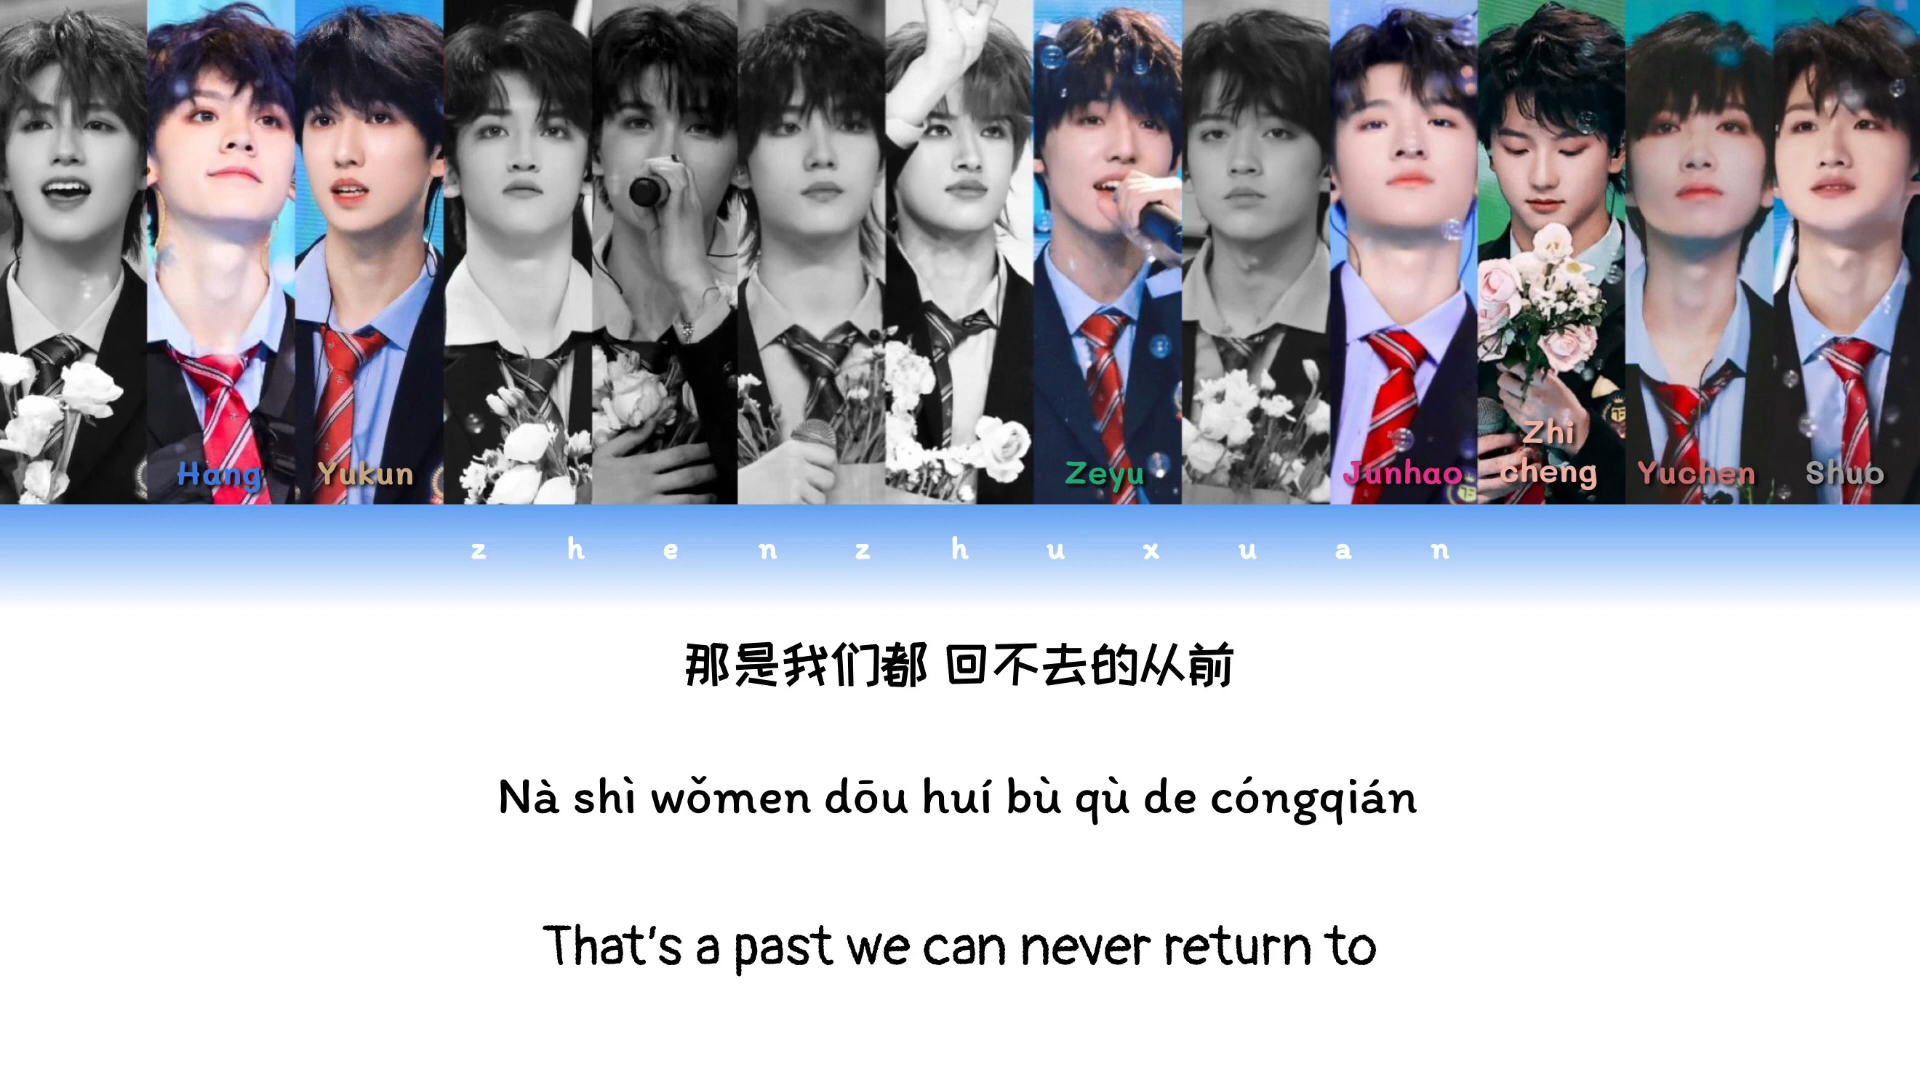 Hang
Yukun
Zeyu
Junhao
Zhi
cheng
Yuchen
Shuo
z h e n z h u x u a n
那是我们都 回不去的从前
Nà shì wǒmen dōu huí bù qù de cóngqián
That's a past we can never return to